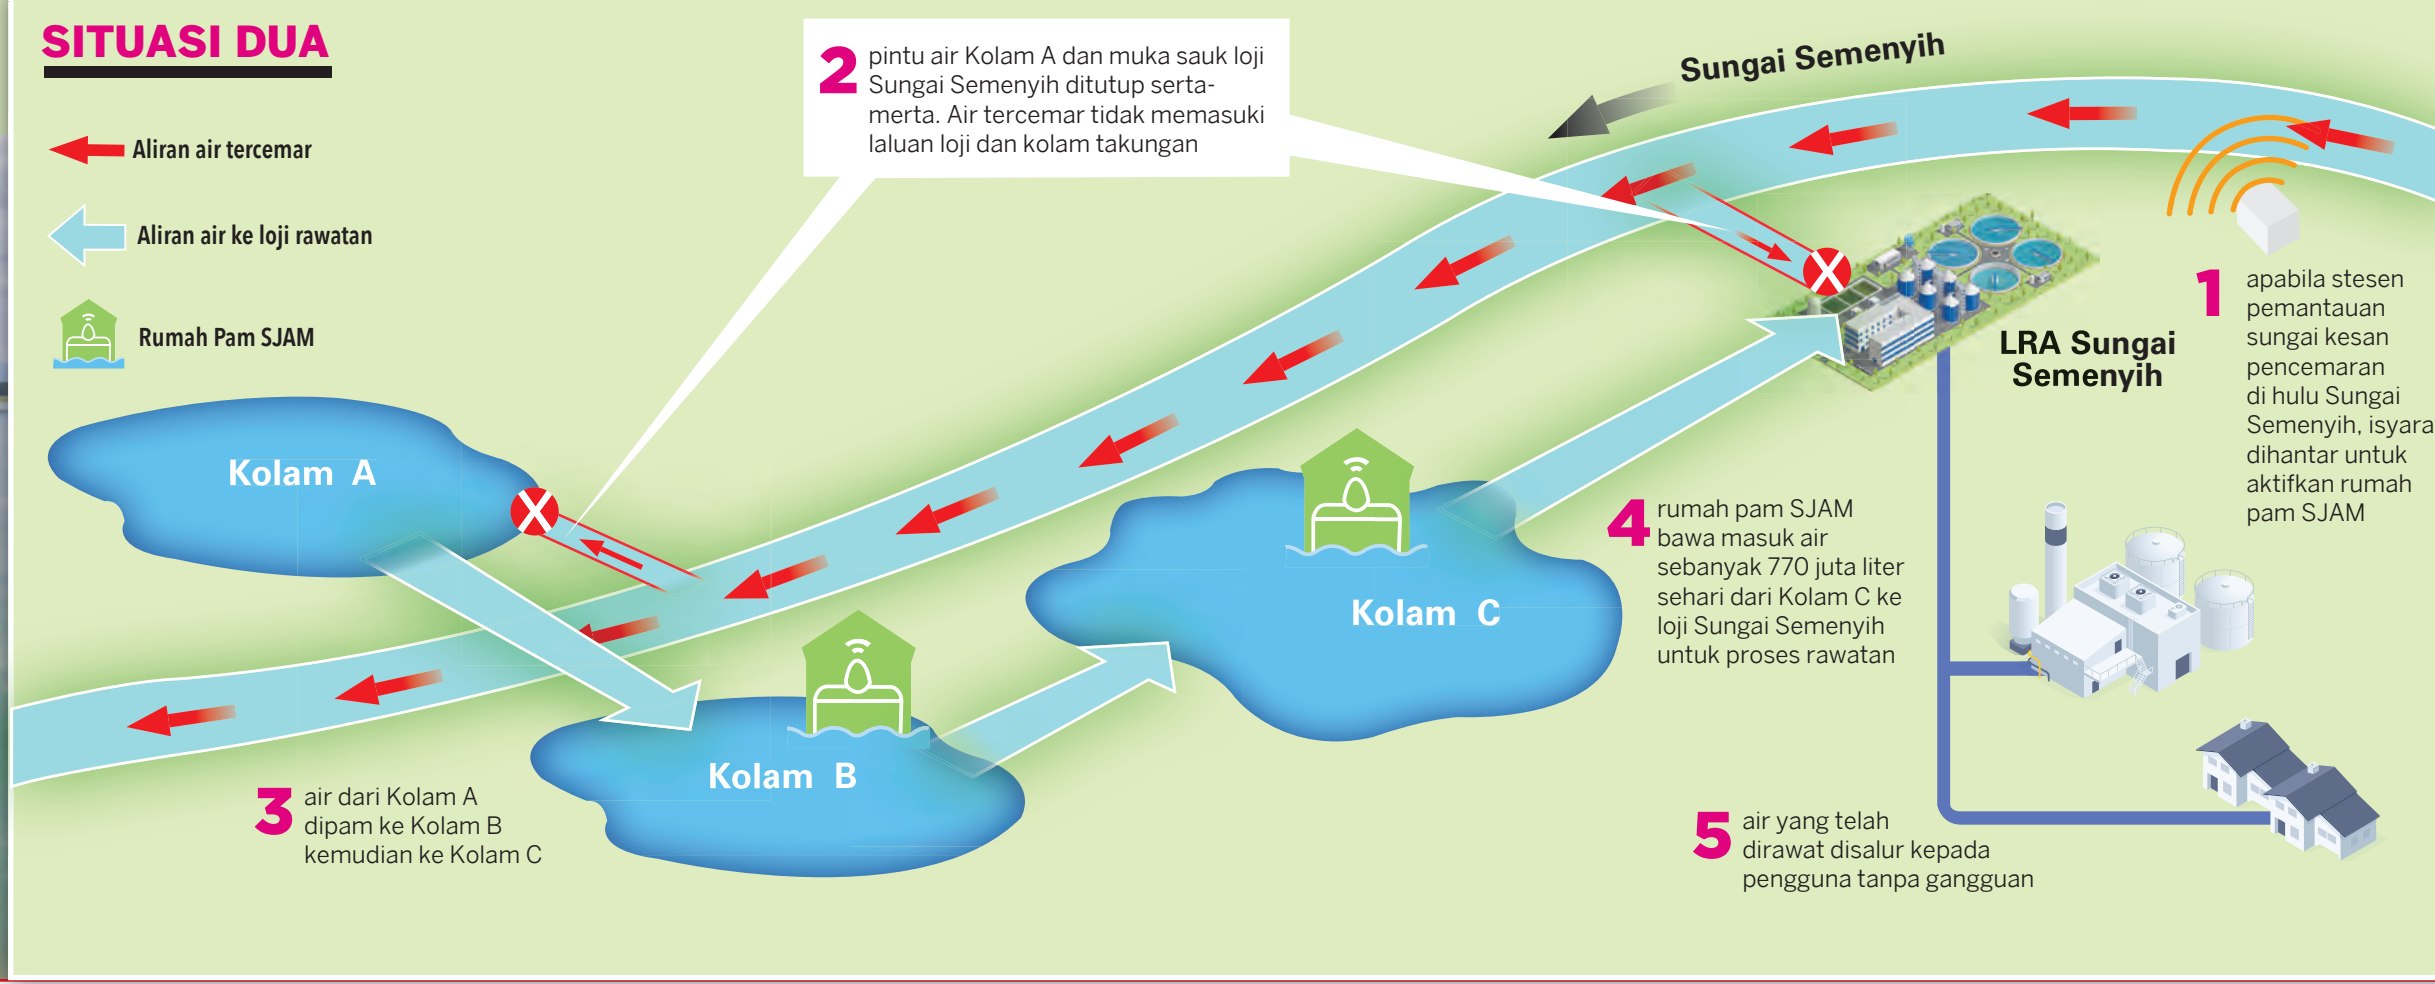 SITUASI DUA
Aliran air tercemar
Aliran air ke loji rawatan
Rumah Pam SJAM
2
pintu air Kolam A dan muka sauk loji
Sungai Semenyih ditutup serta-
merta. Air tercemar tidak memasuki
laluan loji dan kolam takungan
Sungai Semenyih
X
LRA Sungai
Semenyih
1
apabila stesen
pemantauan
sungai kesan
pencemaran
di hulu Sungai
Semenyih, isyara
dihantar untuk
aktifkan rumah
pam SJAM
Kolam A
X
Kolam B
Kolam C
3
air dari Kolam A
dipam ke Kolam B
kemudian ke Kolam C
4
rumah pam SJAM
bawa masuk air
sebanyak 770 juta liter
sehari dari Kolam C ke
loji Sungai Semenyih
untuk proses rawatan
5
air yang telah
dirawat disalur kepada
pengguna tanpa gangguan